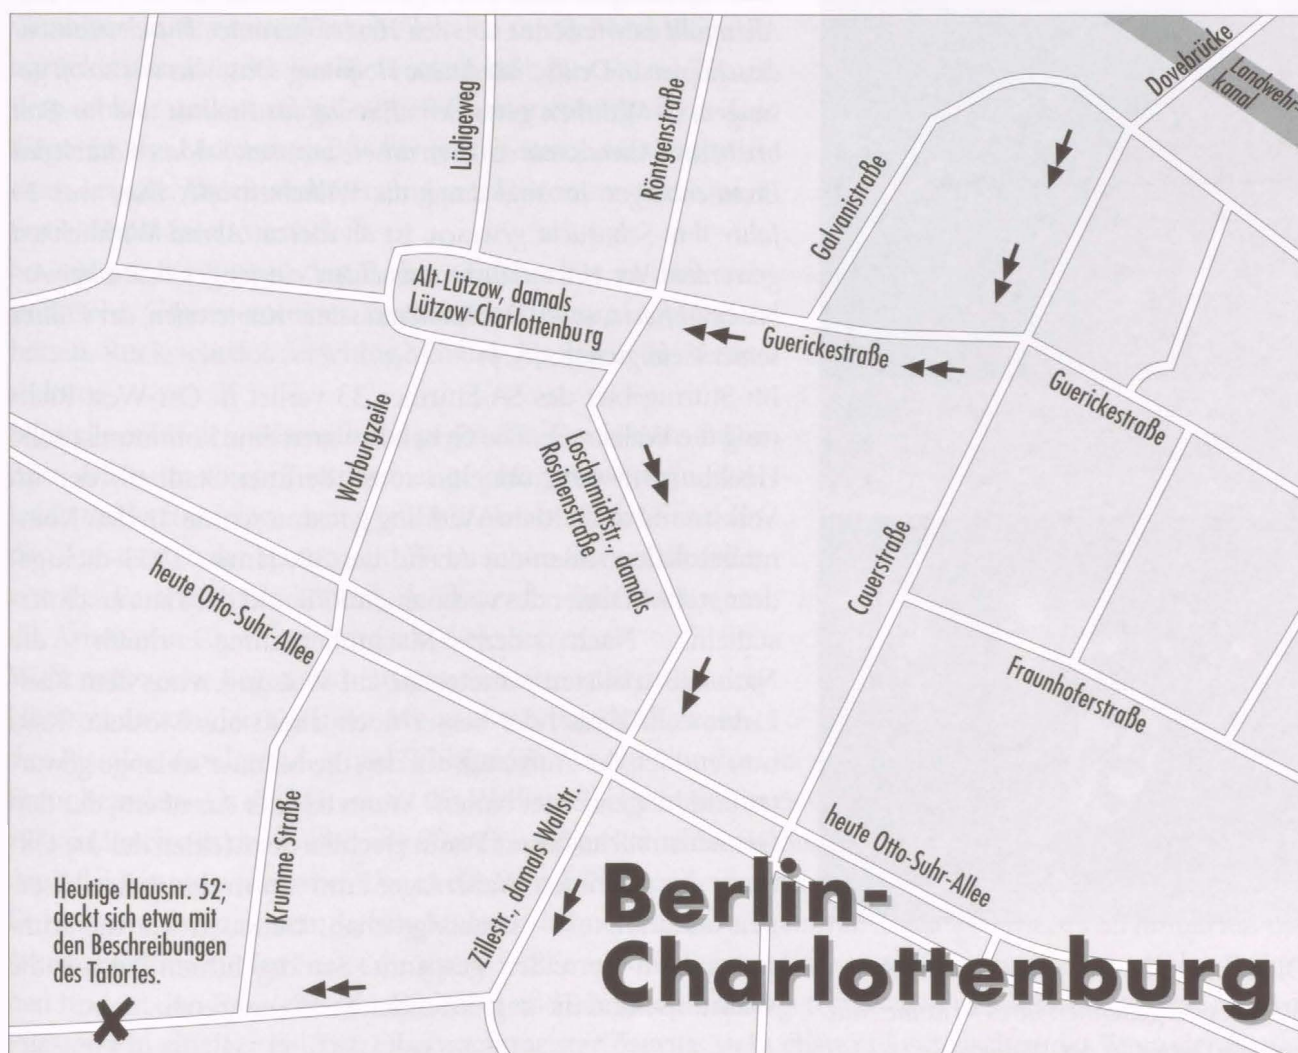 Dovebrücke
Landwehr-
kanal
Lüdtgeweg
Röntgenstraße
Galvanistraße
Alt-Lützow, damals
Lützow-Charlottenburg
Guerickestraße
Guerickestraße
Warburgzeile
Loschmidtstr., damals
Rosinenstraße
Cauerstraße
heute Otto-Suhr-Allee
Fraunhoferstraße
Krumme Straße
Zillestr., damals Wallstr.
heute Otto-Suhr-Allee
Heutige Hausnr. 52;
deckt sich etwa mit
den Beschreibungen
des Tatortes.
Berlin-
Charlottenburg